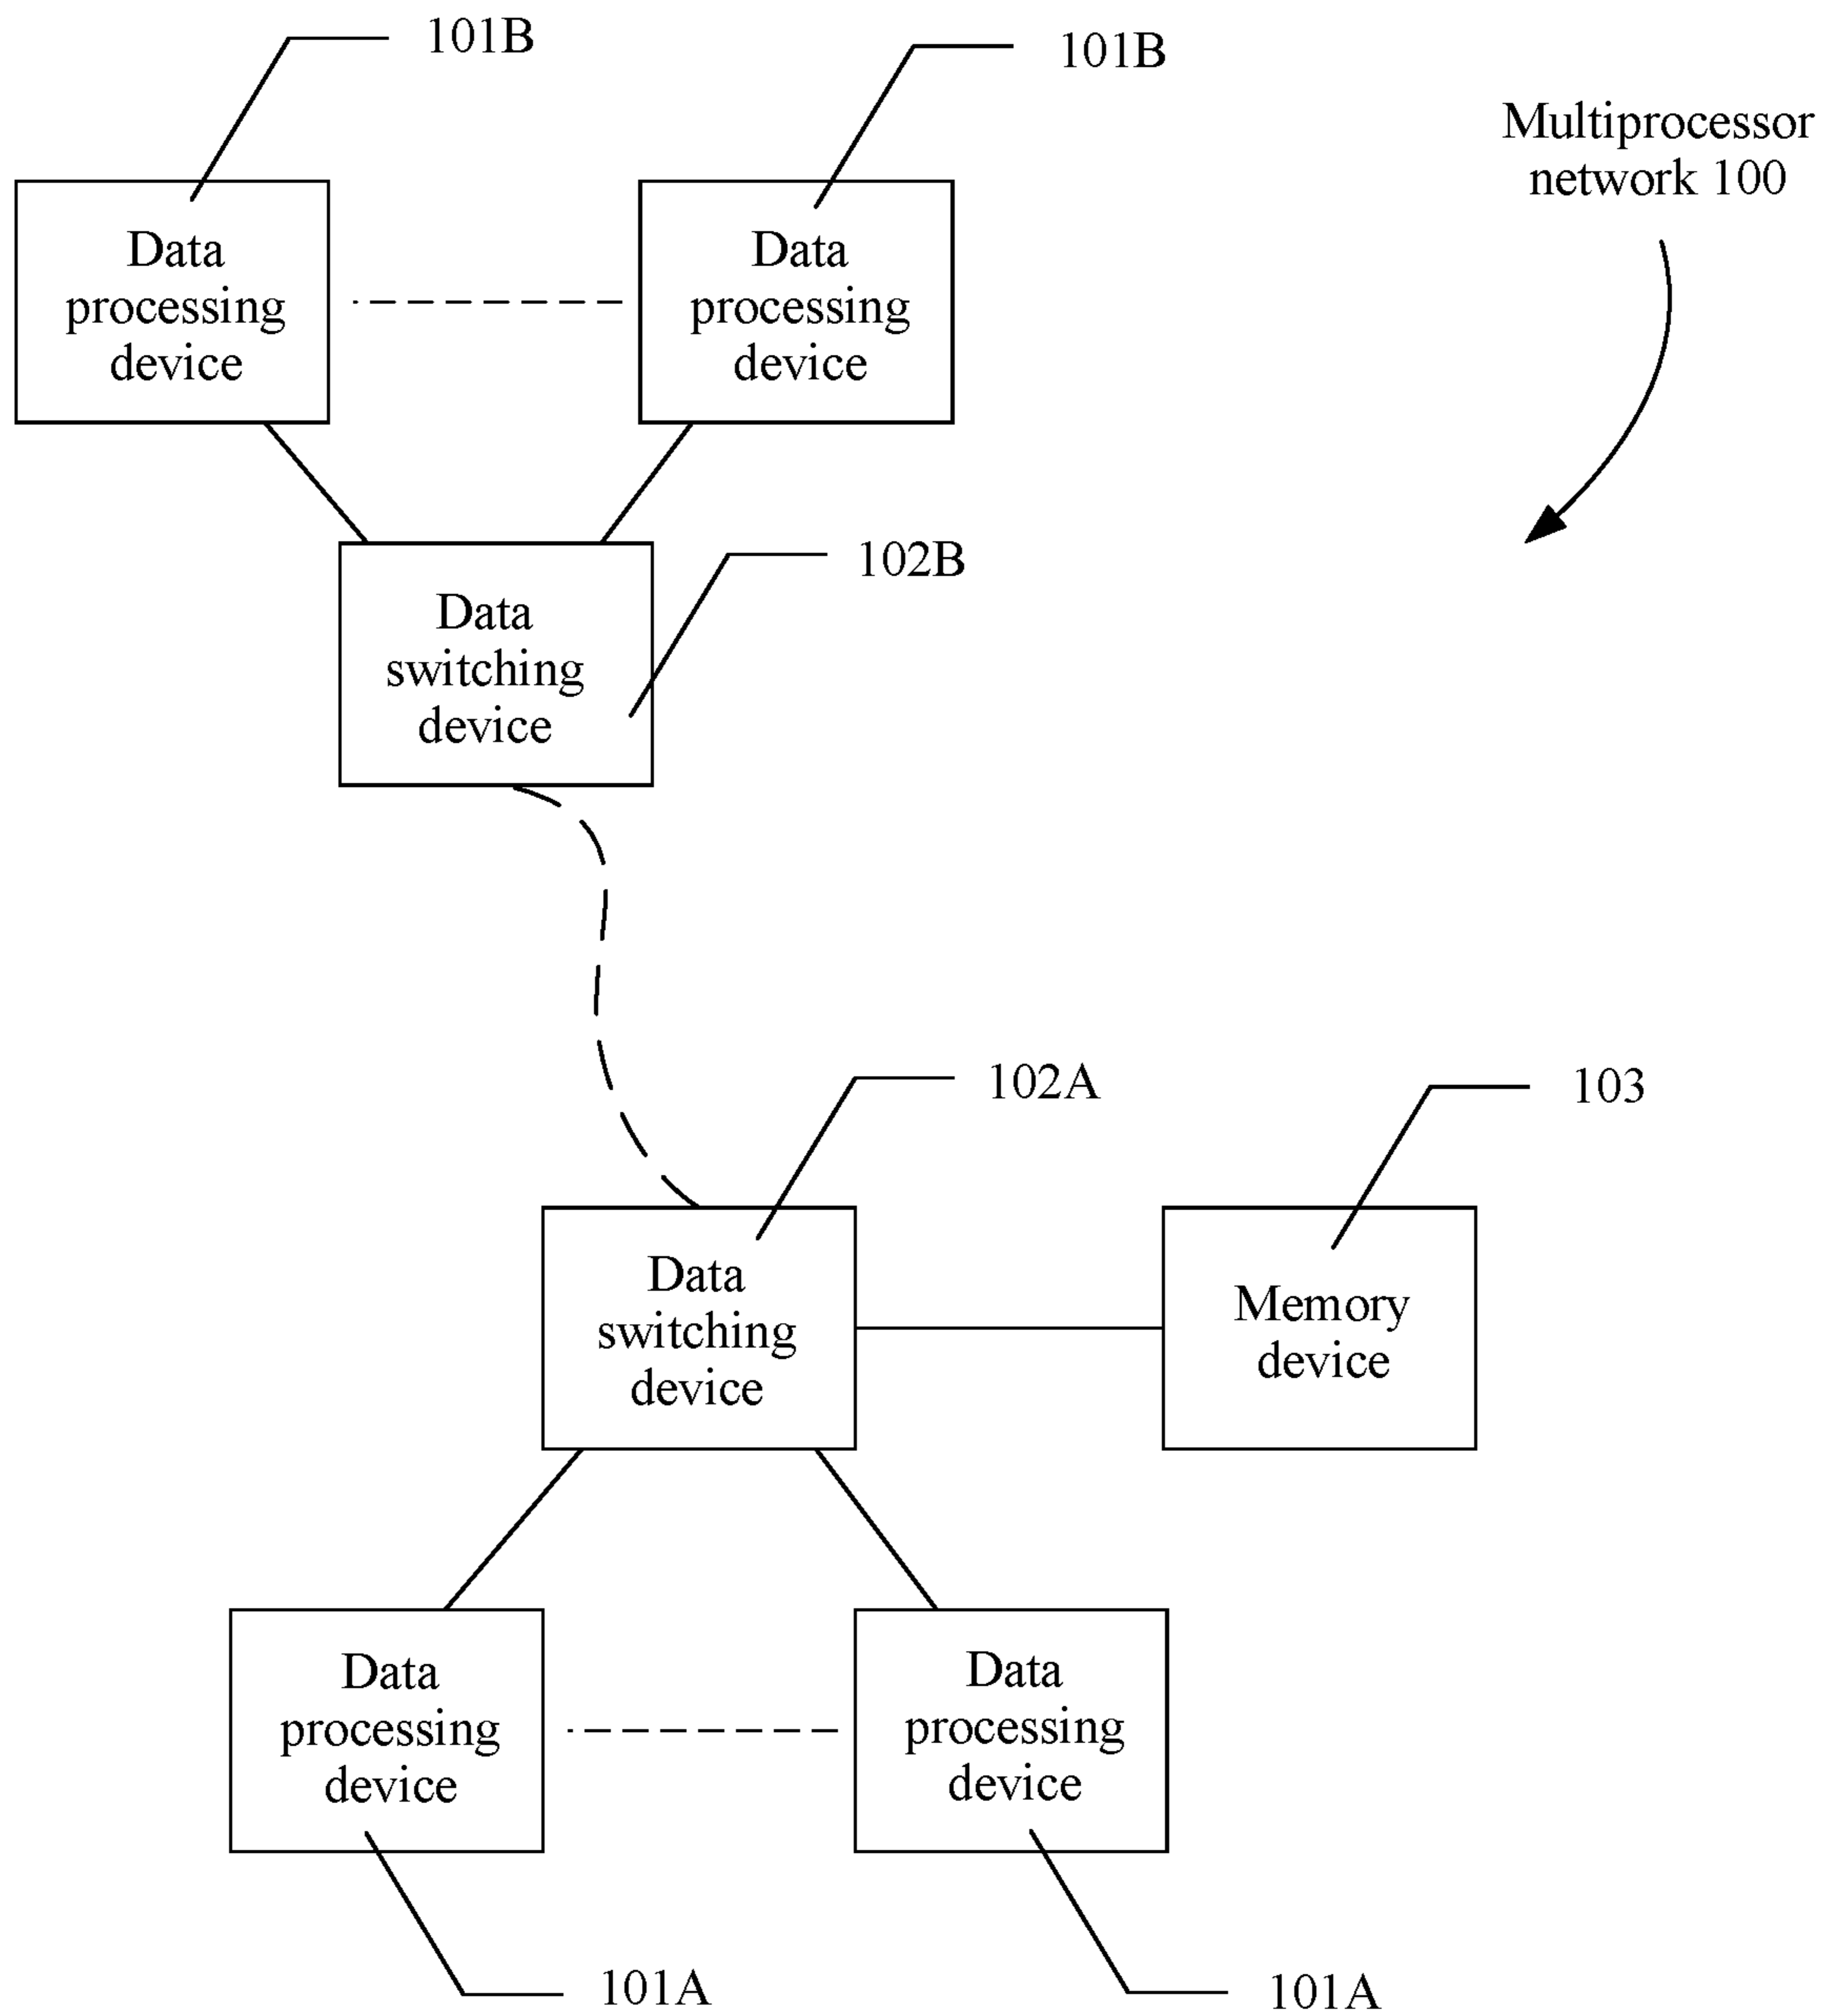 101B
101B
Multiprocessor
network 100
Data
processing
device
Data
processing
device
102B
Data
switching
device
102A
103
Data
switching
device
Memory
device
Data
processing
device
Data
processing
device
101A
101A